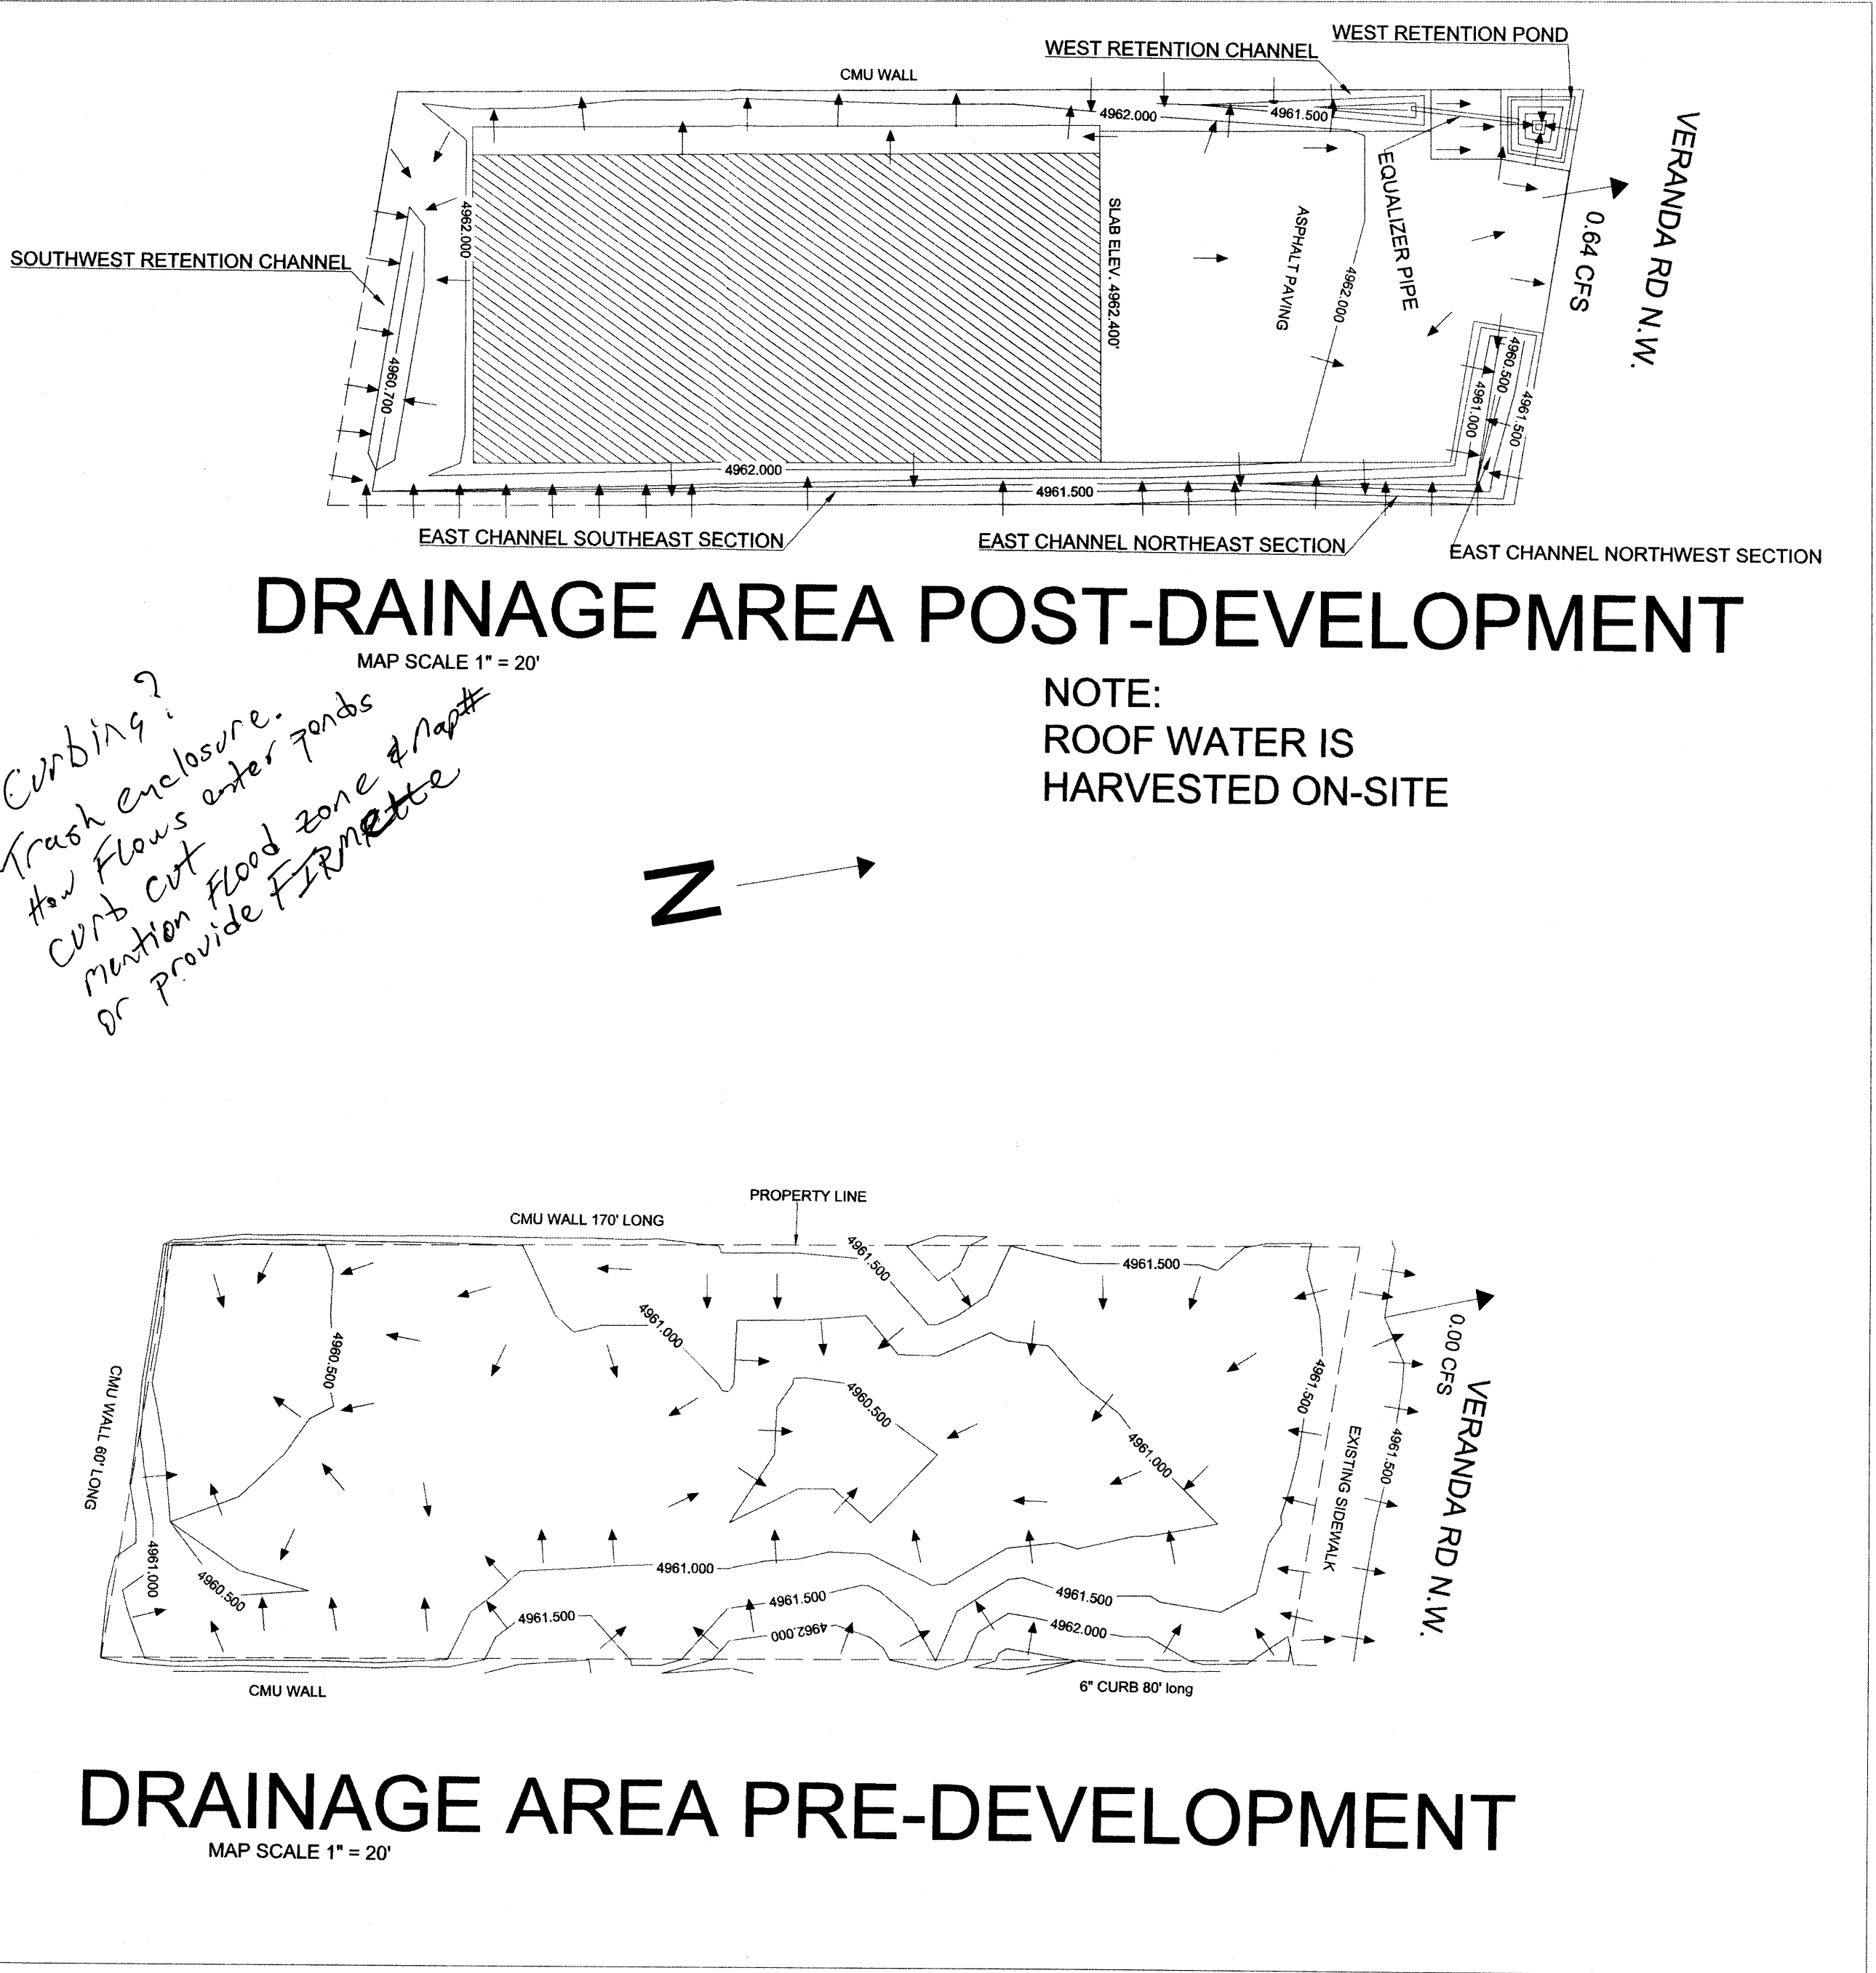 WEST RETENTION POND
WEST RETENTION CHANNEL
CMU WALL
4962.000
4961.500
VERANDA RD N.W.
0.64 CFS
EQUALIZER PIPE
ASPHALT PAVING
4962.000
SLAB ELEV. 4962.400'
4962.000
SOUTHWEST RETENTION CHANNEL
4960.700
4960.500
4961.000
4961.500
4962.000
4961.500
EAST CHANNEL SOUTHEAST SECTION
EAST CHANNEL NORTHEAST SECTION
EAST CHANNEL NORTHWEST SECTION
DRAINAGE AREA POST-DEVELOPMENT
MAP SCALE 1" = 20'
NOTE:
ROOF WATER IS
HARVESTED ON-SITE
Curbing?
Trash enclosure.
How Flows enter ponds
Curb cut
mention Flood zone & Map#
or provide FIRMette
N
PROPERTY LINE
CMU WALL 170' LONG
4961.500
4961.500
4961.000
4960.500
4960.500
4961.000
4961.500
EXISTING SIDEWALK
4961.500
0.00 CFS
VERANDA RD N.W.
CMU WALL 60' LONG
4961.000
4960.500
4961.000
4961.500
4961.500
4962.000
4961.500
4962.000
CMU WALL
6" CURB 80' long
DRAINAGE AREA PRE-DEVELOPMENT
MAP SCALE 1" = 20'